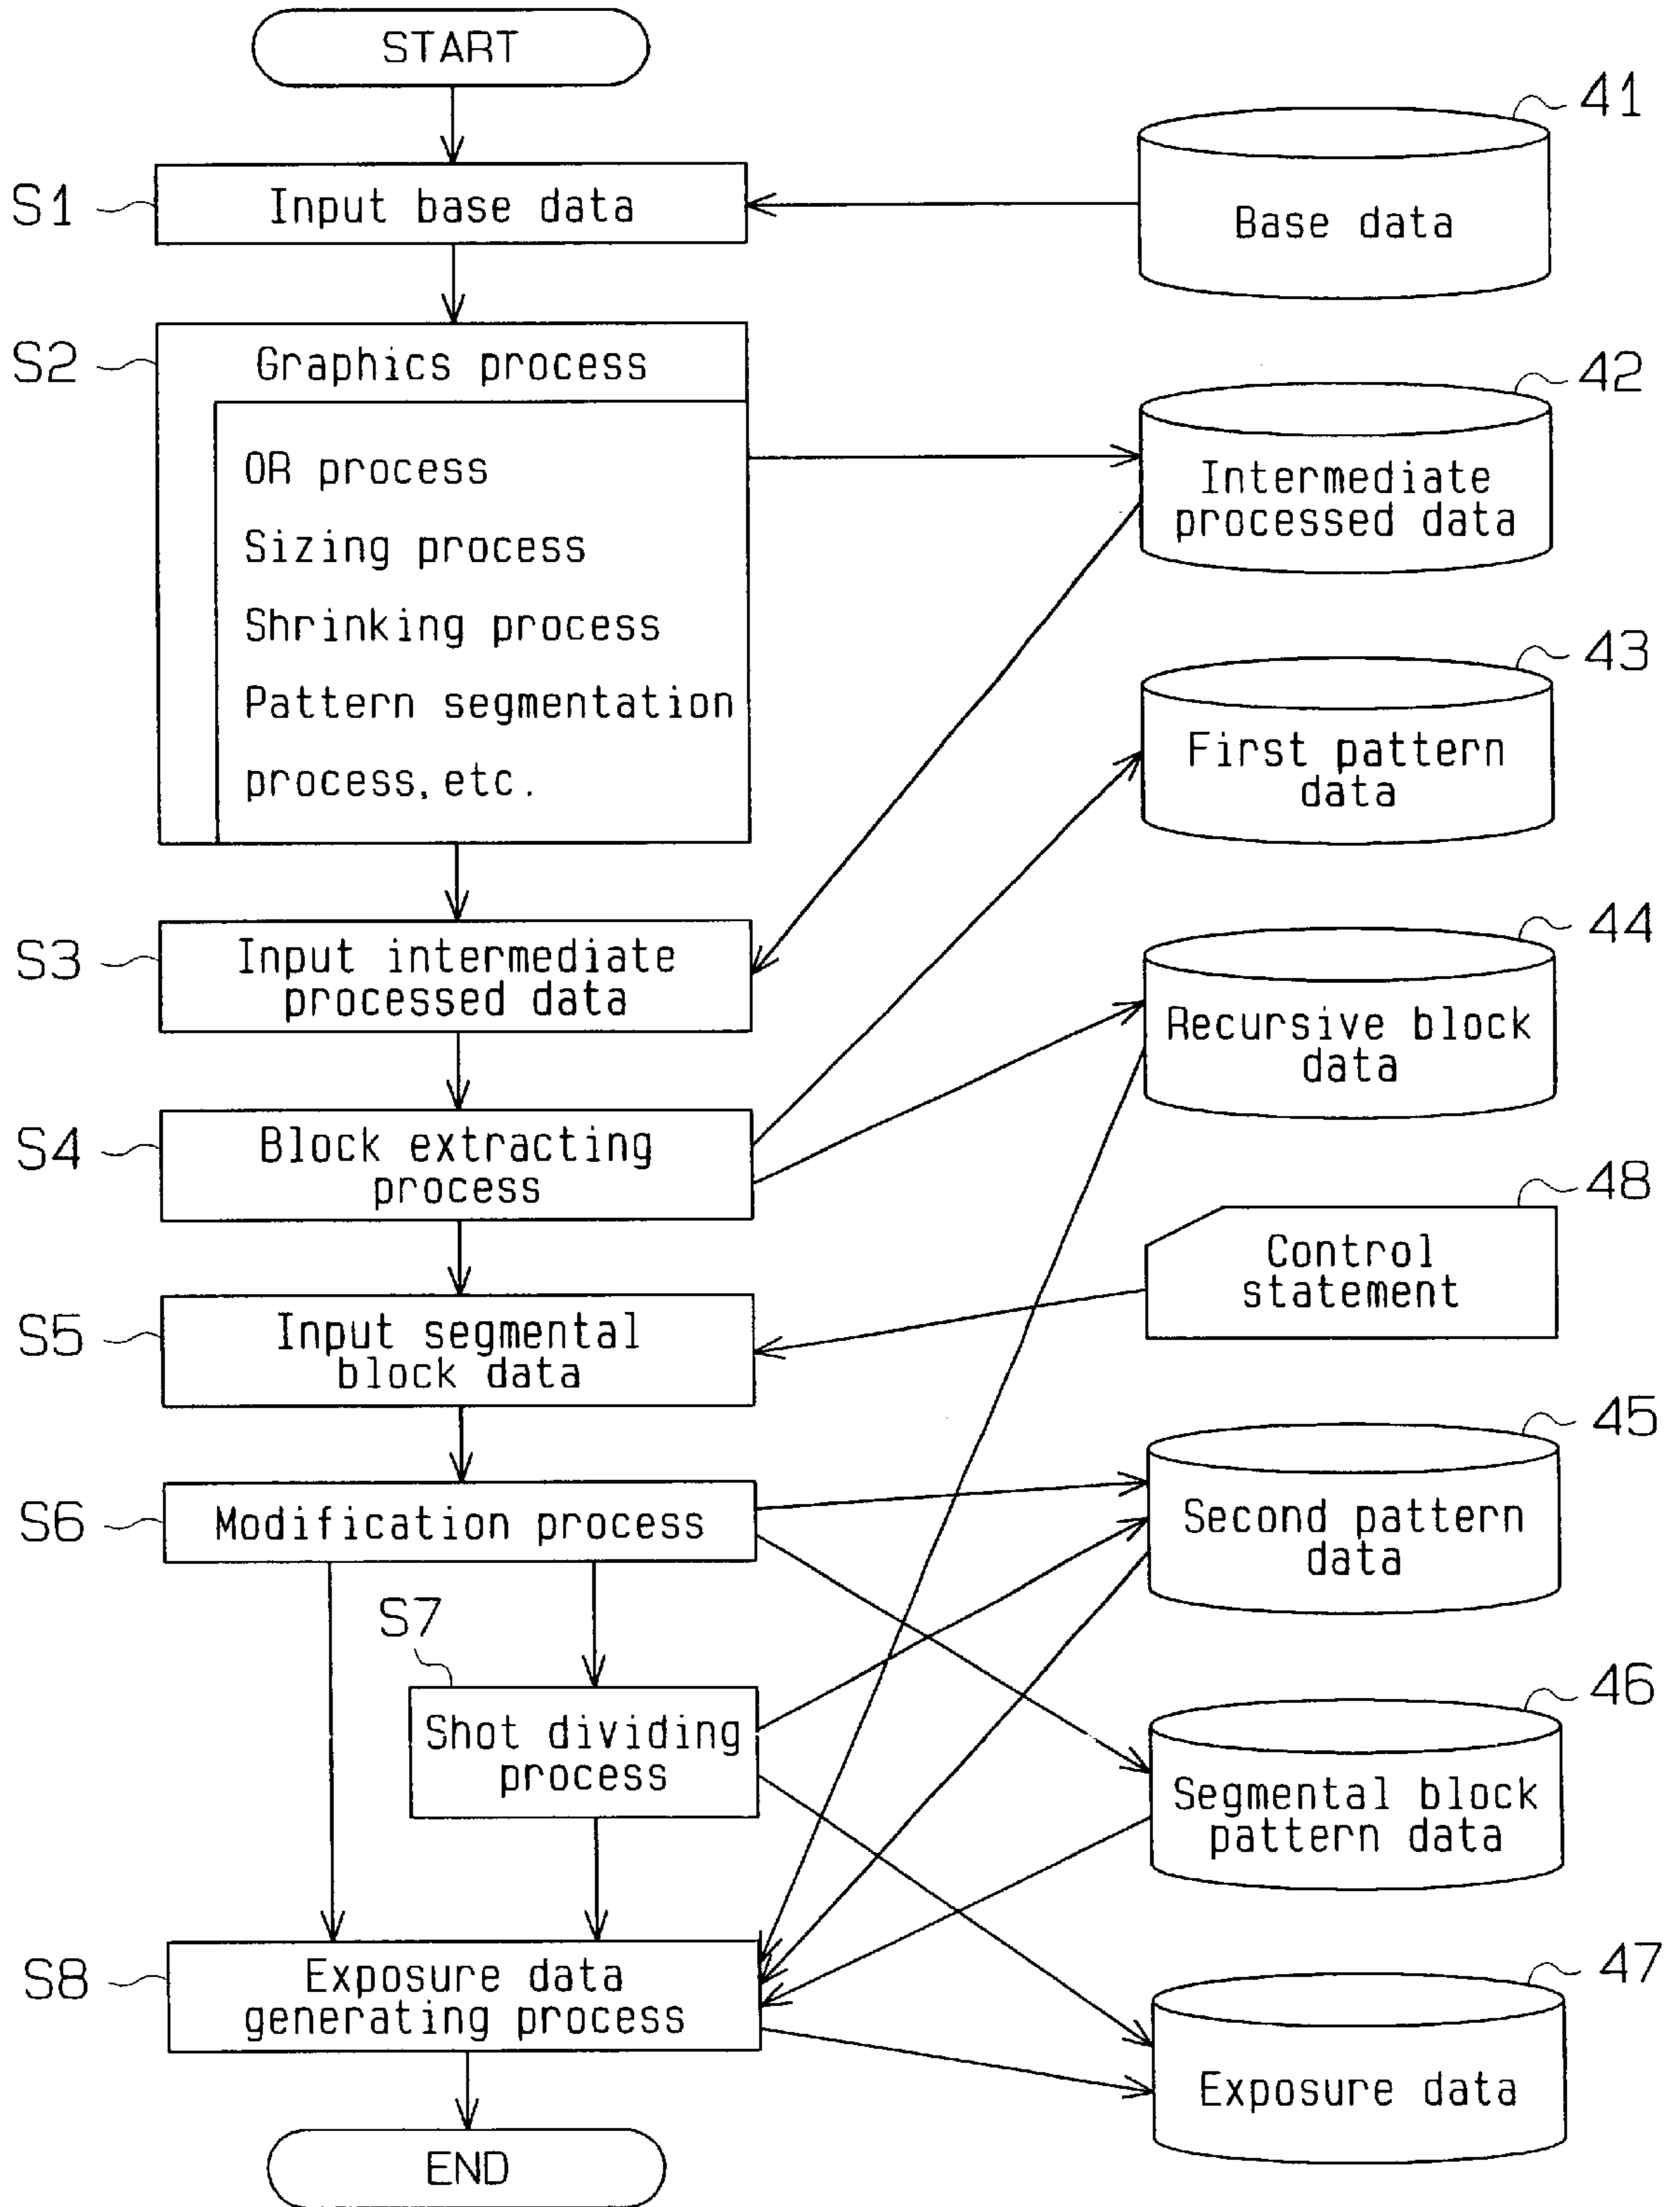 START
41
S1
Input base data
Base data
S2
Graphics process
42
OR process
Intermediate
processed data
Sizing process
Shrinking process
43
Pattern segmentation
First pattern
data
process, etc.
44
S3
Input intermediate
processed data
Recursive block
data
S4
Block extracting
process
48
Control
statement
S5
Input segmental
block data
45
S6
Modification process
Second pattern
data
S7
46
Shot dividing
process
Segmental block
pattern data
47
S8
Exposure data
generating process
Exposure data
END